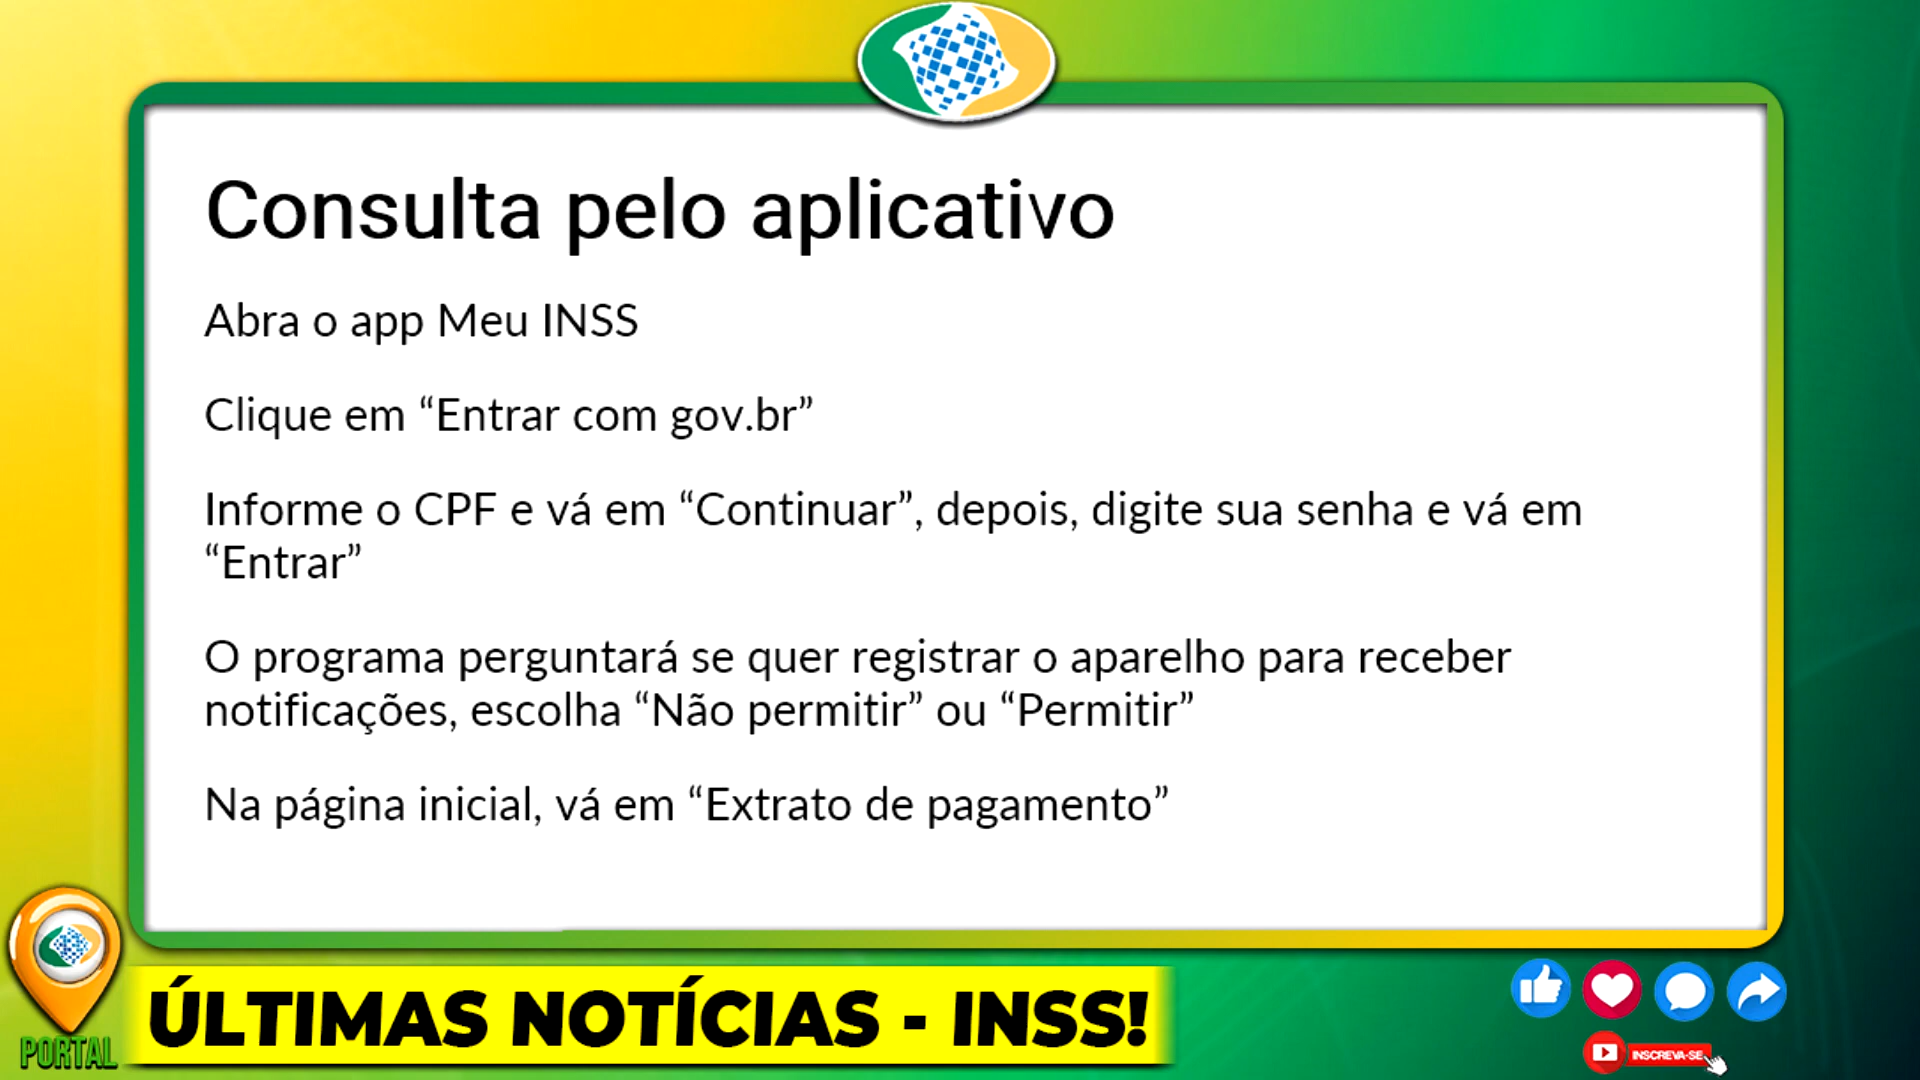 Consulta pelo aplicativo
Abra o app Meu INSS
Clique em “Entrar com gov.br”
Informe o CPF e vá em “Continuar”, depois, digite sua senha e vá em
“Entrar”
O programa perguntará se quer registrar o aparelho para receber
notificações, escolha “Não permitir” ou “Permitir”
Na página inicial, vá em “Extrato de pagamento”
PORTAL
ÚLTIMAS NOTÍCIAS - INSS!
INSCREVA-SE